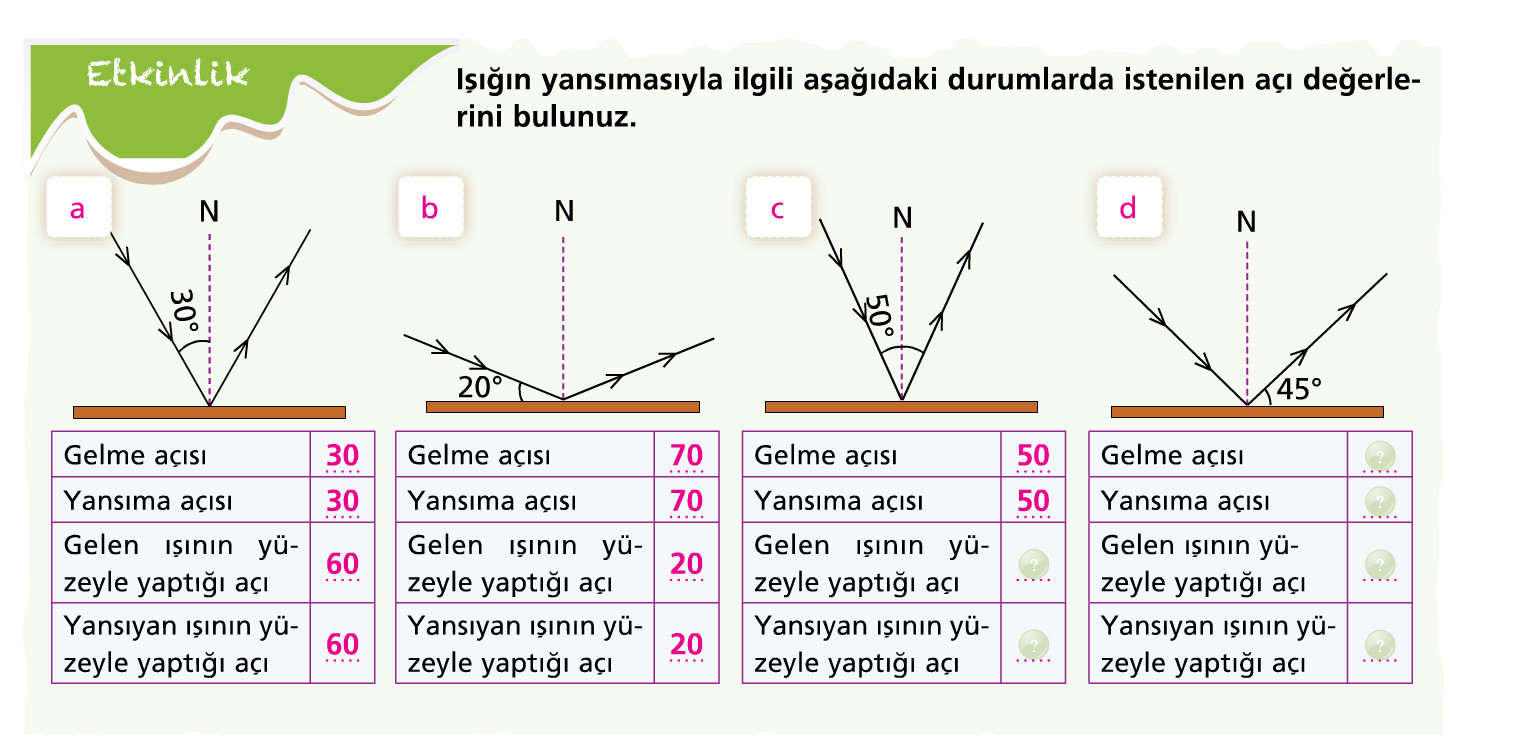 Etkinlik
Işığın yansımasıyla ilgili aşağıdaki durumlarda istenilen açı değerle-
rini bulunuz.
a
N
30°
Gelme açısı 30
Yansıma açısı 30
Gelen ışının yü-
zeyle yaptığı açı 60
Yansıyan ışının yü-
zeyle yaptığı açı 60
b
N
20°
Gelme açısı 70
Yansıma açısı 70
Gelen ışının yü-
zeyle yaptığı açı 20
Yansıyan ışının yü-
zeyle yaptığı açı 20
c
N
50°
Gelme açısı 50
Yansıma açısı 50
Gelen ışının yü-
zeyle yaptığı açı ?
Yansıyan ışının yü-
zeyle yaptığı açı ?
d
N
45°
Gelme açısı ?
Yansıma açısı ?
Gelen ışının yü-
zeyle yaptığı açı ?
Yansıyan ışının yü-
zeyle yaptığı açı ?